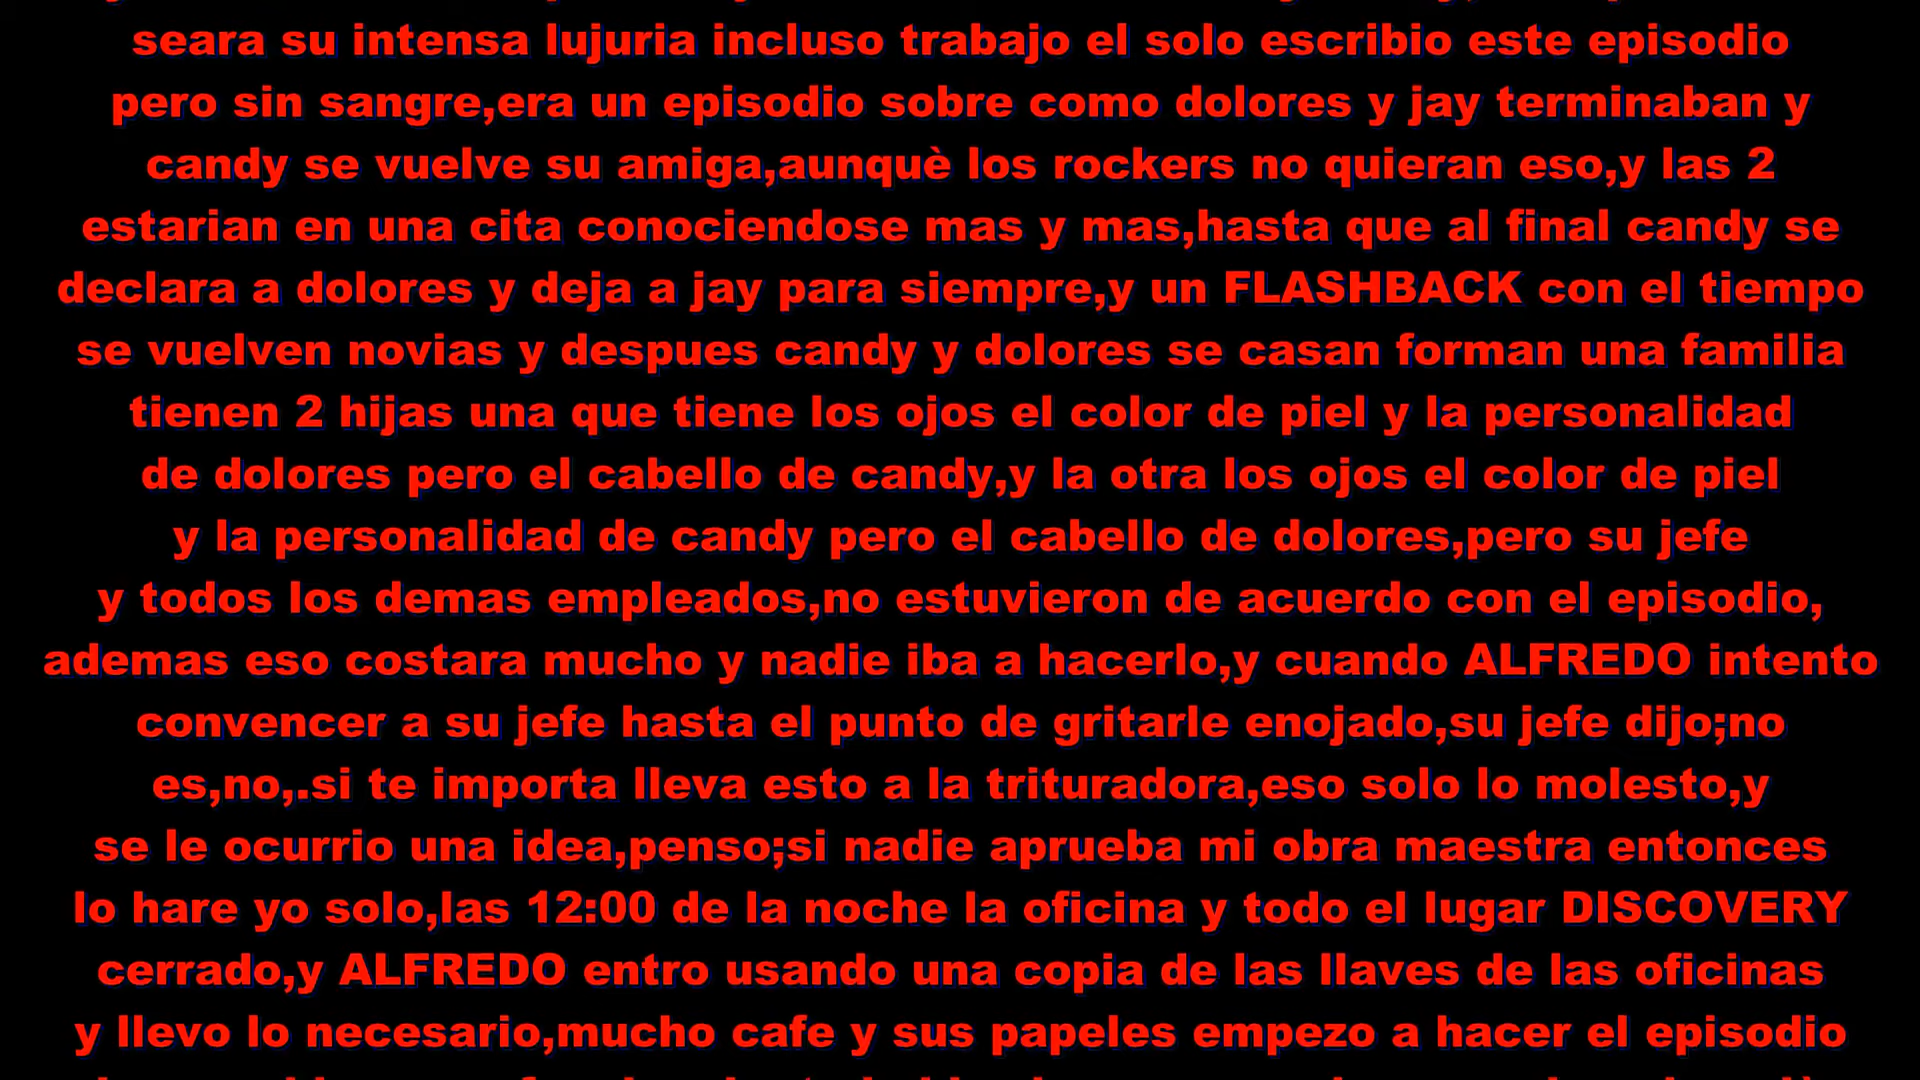 seara su intensa lujuria incluso trabajo el solo escribio este episodio
pero sin sangre,era un episodio sobre como dolores y jay terminaban y
candy se vuelve su amiga,aunquè los rockers no quieran eso,y las 2
estarian en una cita conociendose mas y mas,hasta que al final candy se
declara a dolores y deja a jay para siempre,y un FLASHBACK con el tiempo
se vuelven novias y despues candy y dolores se casan forman una familia
tienen 2 hijas una que tiene los ojos el color de piel y la personalidad
de dolores pero el cabello de candy,y la otra los ojos el color de piel
y la personalidad de candy pero el cabello de dolores,pero su jefe
y todos los demas empleados,no estuvieron de acuerdo con el episodio,
ademas eso costara mucho y nadie iba a hacerlo,y cuando ALFREDO intento
convencer a su jefe hasta el punto de gritarle enojado,su jefe dijo;no
es,no,.si te importa lleva esto a la trituradora,eso solo lo molesto,y
se le ocurrio una idea,penso;si nadie aprueba mi obra maestra entonces
lo hare yo solo,las 12:00 de la noche la oficina y todo el lugar DISCOVERY
cerrado,y ALFREDO entro usando una copia de las llaves de las oficinas
y llevo lo necesario,mucho cafe y sus papeles empezo a hacer el episodio